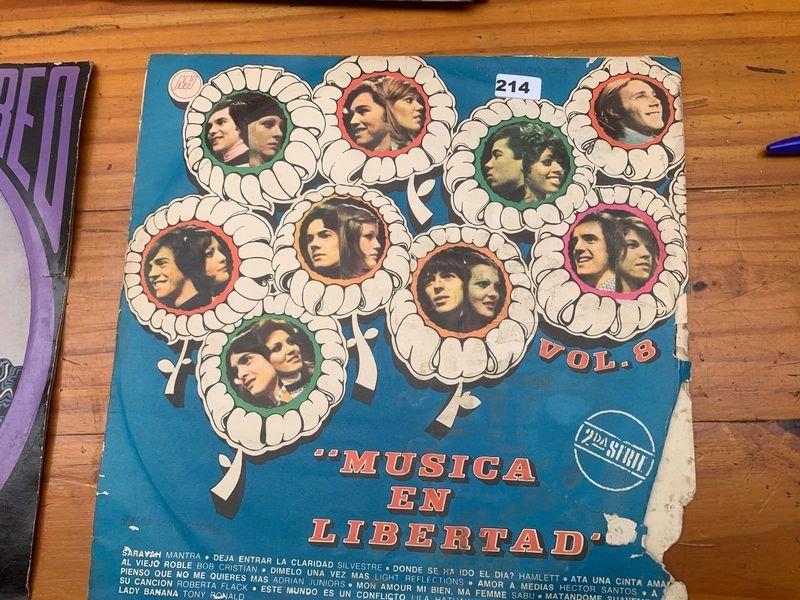 214
REO
VOL. 8
2DA SERIE
"MUSICA
EN
LIBERTAD"
SARAVAH MANTRA • DEJA ENTRAR LA CLARIDAD SILVESTRE • DONDE SE HA IDO EL DIA? HAMLETT • ATA UNA CINTA AMA
AL VIEJO ROBLE BOB CRISTIAN • DIMELO UNA VEZ MAS LIGHT REFLECTIONS • AMOR A MEDIAS HECTOR SANTOS • A
PIENSO QUE NO ME QUIERES MAS ADRIAN JUNIORS • MON AMOUR MI BIEN, MA FEMME SABU • MATANDOME
SU CANCION ROBERTA FLACK • ESTE MUNDO ES UN CONFLICTO LILA
LADY BANANA TONY RONALD